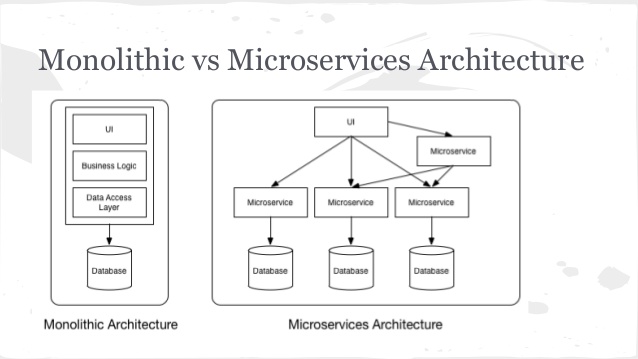 Monolithic vs Microservices Architecture
UI
Business Logic
Data Access
Layer
Database
Monolithic Architecture
UI
Microservice
Microservice
Microservice
Microservice
Database
Database
Database
Microservices Architecture